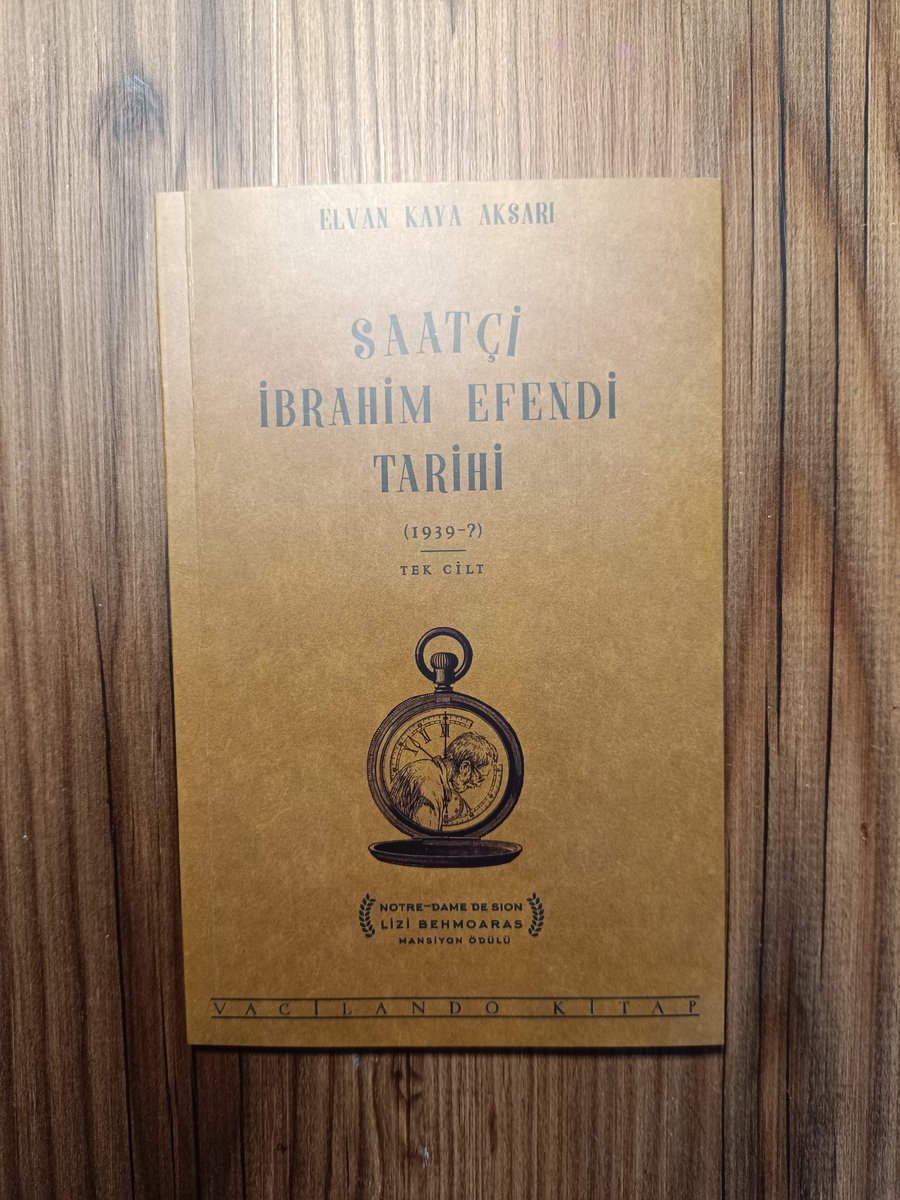 ELVAN KAYA AKSARI
SAATÇİ
İBRAHİM EFENDİ
TARİHİ
(1939-?)
TEK CİLT
NOTRE-DAME DE SION
LİZİ BEHMOARAS
MANSİYON ÖDÜLÜ
VACİLANDO KİTAP